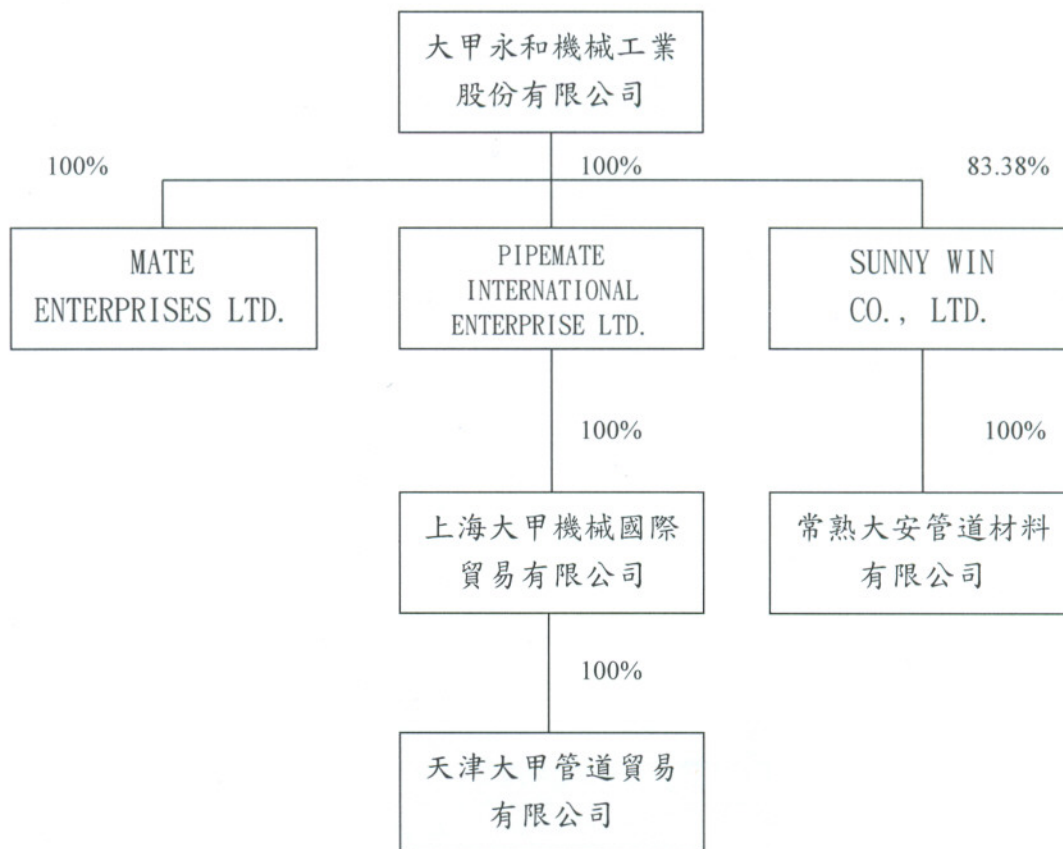 大甲永和機械工業
股份有限公司
100%
100%
83.38%
MATE
ENTERPRISES LTD.
PIPEMATE
INTERNATIONAL
ENTERPRISE LTD.
SUNNY WIN
CO., LTD.
100%
100%
上海大甲機械國際
貿易有限公司
常熟大安管道材料
有限公司
100%
天津大甲管道貿易
有限公司